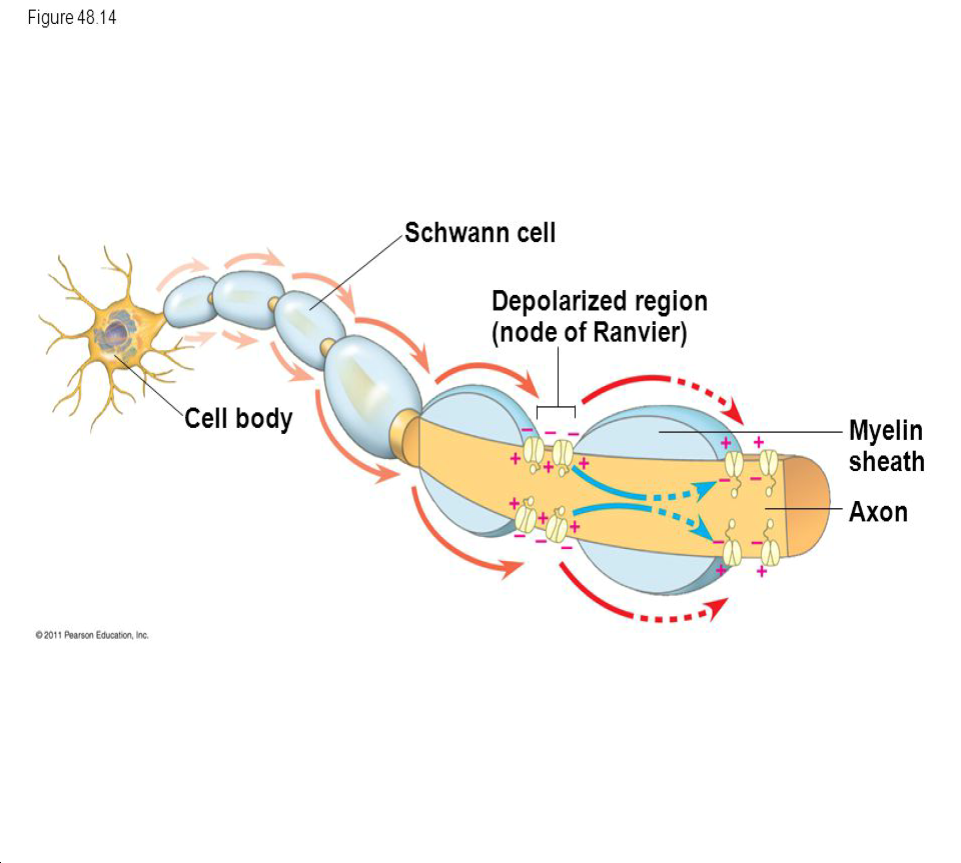 Figure 48.14
Schwann cell
Depolarized region
(node of Ranvier)
Cell body
Myelin
sheath
Axon
© 2011 Pearson Education, Inc.